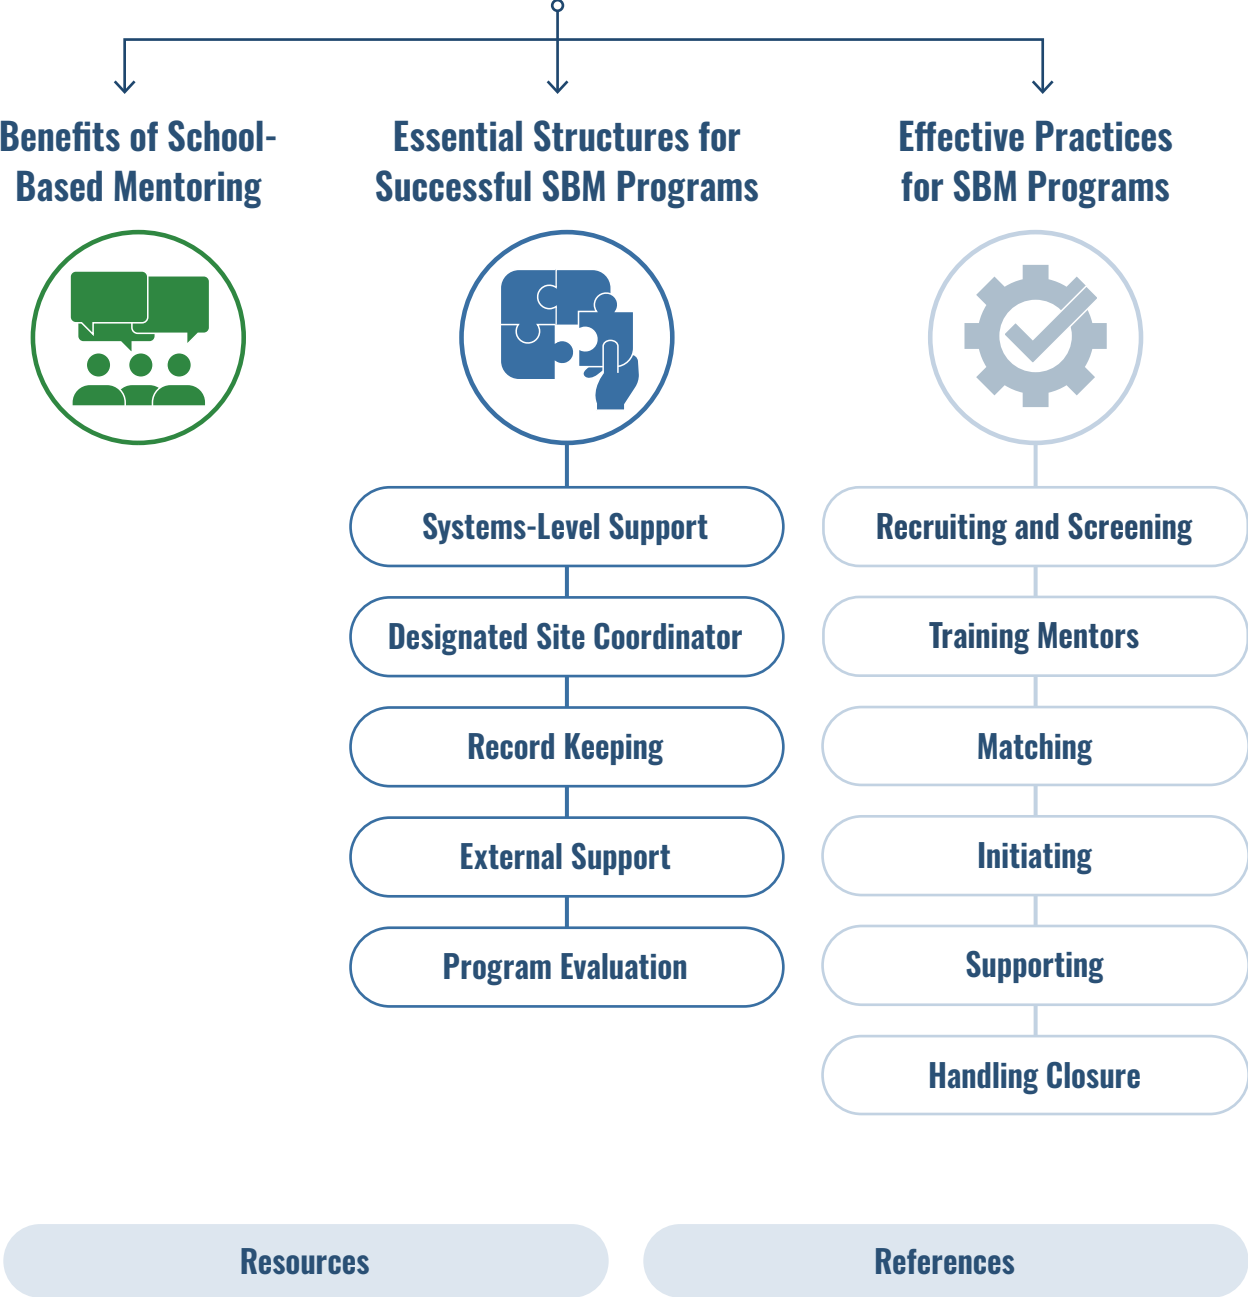 Benefits of School-
Based Mentoring
Essential Structures for
Successful SBM Programs
Effective Practices
for SBM Programs
Systems-Level Support
Designated Site Coordinator
Record Keeping
External Support
Program Evaluation
Recruiting and Screening
Training Mentors
Matching
Initiating
Supporting
Handling Closure
Resources
References